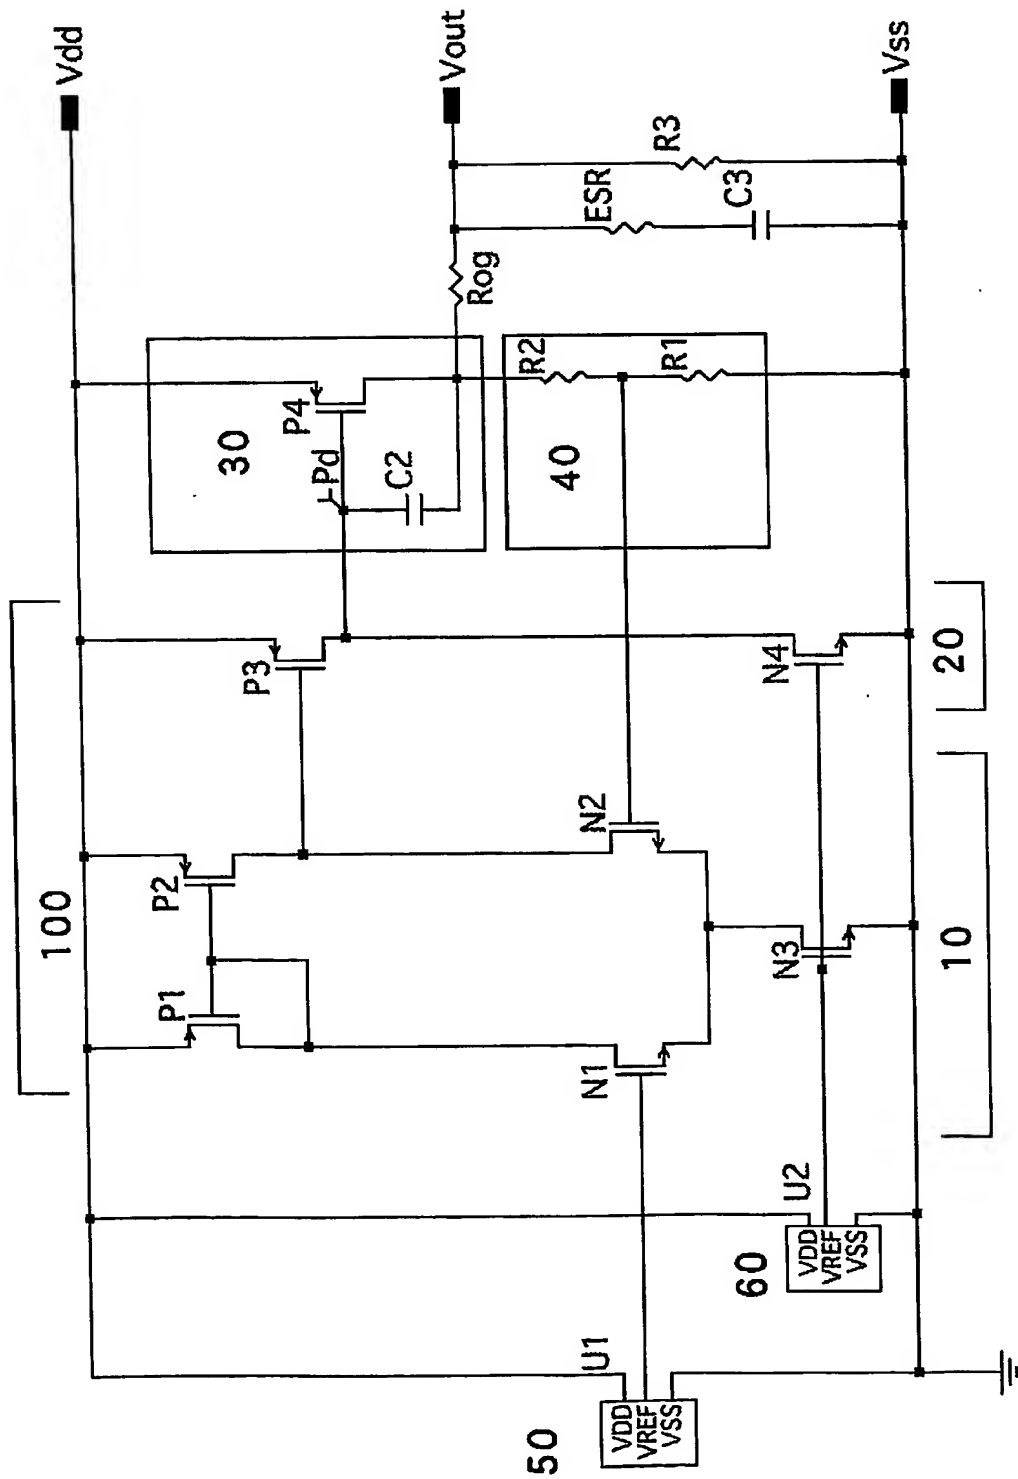 100
Vdd
P1
P2
P3
30
P4
Pd
C2
Rog
Vout
50
U1
VDD
VREF
VSS
N1
N2
40
R2
R1
ESR
C3
R3
60
U2
VDD
VREF
VSS
N3
N4
Vss
10
20